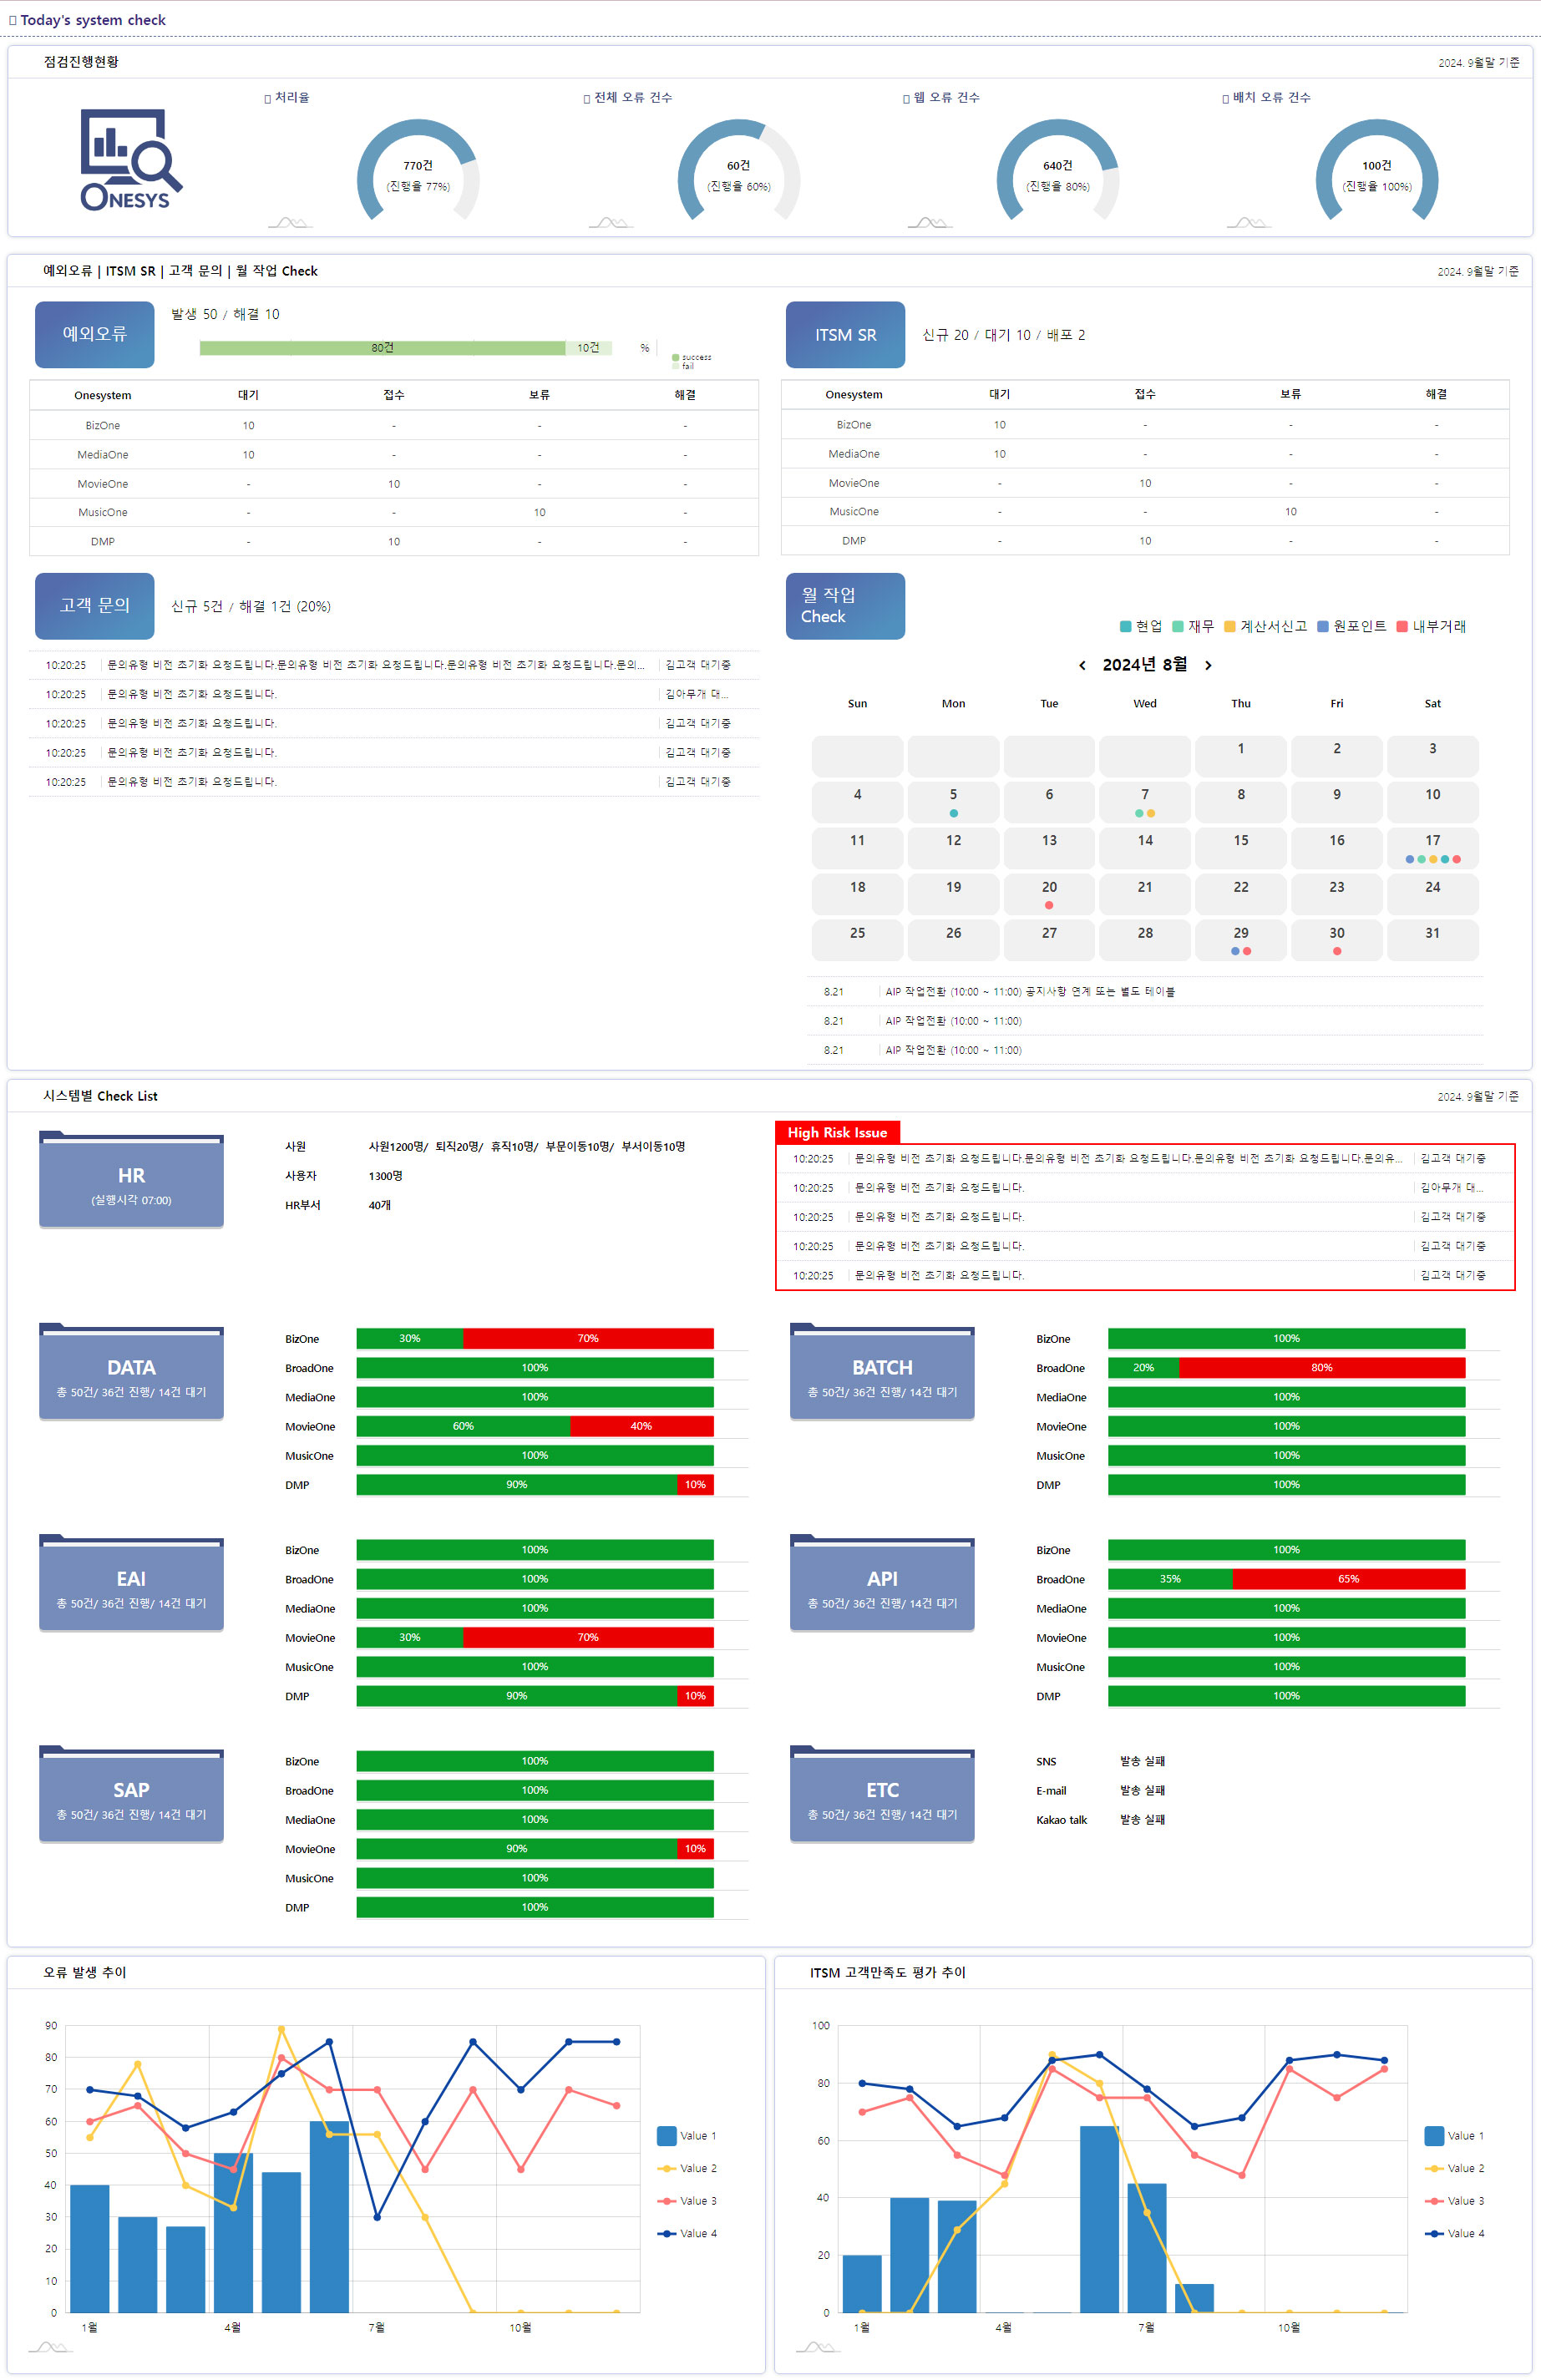 Today's system check
점검진행현황 2024. 9월말 기준
ONESYS
처리율
770건
(진행율 77%)
전체 오류 건수
60건
(진행율 60%)
웹 오류 건수
640건
(진행율 80%)
배치 오류 건수
100건
(진행율 100%)
예외오류 | ITSM SR | 고객 문의 | 월 작업 Check 2024. 9월말 기준
예외오류
발생 50 / 해결 10
80건 10건 %
success
fail
Onesystem 대기 접수 보류 해결
BizOne 10 - - -
MediaOne 10 - - -
MovieOne - 10 - -
MusicOne - - 10 -
DMP - 10 - -
ITSM SR
신규 20 / 대기 10 / 배포 2
Onesystem 대기 접수 보류 해결
BizOne 10 - - -
MediaOne 10 - - -
MovieOne - 10 - -
MusicOne - - 10 -
DMP - 10 - -
고객 문의
신규 5건 / 해결 1건 (20%)
10:20:25 문의유형 비전 초기화 요청드립니다.문의유형 비전 초기화 요청드립니다.문의유형 비전 초기화 요청드립니다.문의... 김고객 대기중
10:20:25 문의유형 비전 초기화 요청드립니다. 김아무개 대...
10:20:25 문의유형 비전 초기화 요청드립니다. 김고객 대기중
10:20:25 문의유형 비전 초기화 요청드립니다. 김고객 대기중
10:20:25 문의유형 비전 초기화 요청드립니다. 김고객 대기중
월 작업
Check
현업 재무 계산서신고 원포인트 내부거래
2024년 8월
Sun Mon Tue Wed Thu Fri Sat
1 2 3
4 5 6 7 8 9 10
11 12 13 14 15 16 17
18 19 20 21 22 23 24
25 26 27 28 29 30 31
8.21 AIP 작업전환 (10:00 ~ 11:00) 공지사항 연계 또는 별도 테이블
8.21 AIP 작업전환 (10:00 ~ 11:00)
8.21 AIP 작업전환 (10:00 ~ 11:00)
시스템별 Check List 2024. 9월말 기준
HR
(실행시각 07:00)
사원 사원1200명/ 퇴직20명/ 휴직10명/ 부문이동10명/ 부서이동10명
사용자 1300명
HR부서 40개
High Risk Issue
10:20:25 문의유형 비전 초기화 요청드립니다.문의유형 비전 초기화 요청드립니다.문의유형 비전 초기화 요청드립니다.문의유... 김고객 대기중
10:20:25 문의유형 비전 초기화 요청드립니다. 김아무개 대...
10:20:25 문의유형 비전 초기화 요청드립니다. 김고객 대기중
10:20:25 문의유형 비전 초기화 요청드립니다. 김고객 대기중
10:20:25 문의유형 비전 초기화 요청드립니다. 김고객 대기중
DATA
총 50건/ 36건 진행/ 14건 대기
BizOne 30% 70%
BroadOne 100%
MediaOne 100%
MovieOne 60% 40%
MusicOne 100%
DMP 90% 10%
BATCH
총 50건/ 36건 진행/ 14건 대기
BizOne 100%
BroadOne 20% 80%
MediaOne 100%
MovieOne 100%
MusicOne 100%
DMP 100%
EAI
총 50건/ 36건 진행/ 14건 대기
BizOne 100%
BroadOne 100%
MediaOne 100%
MovieOne 30% 70%
MusicOne 100%
DMP 90% 10%
API
총 50건/ 36건 진행/ 14건 대기
BizOne 100%
BroadOne 35% 65%
MediaOne 100%
MovieOne 100%
MusicOne 100%
DMP 100%
SAP
총 50건/ 36건 진행/ 14건 대기
BizOne 100%
BroadOne 100%
MediaOne 100%
MovieOne 90% 10%
MusicOne 100%
DMP 100%
ETC
총 50건/ 36건 진행/ 14건 대기
SNS 발송 실패
E-mail 발송 실패
Kakao talk 발송 실패
오류 발생 추이
90
80
70
60
50
40
30
20
10
0
1월 4월 7월 10월
Value 1
Value 2
Value 3
Value 4
ITSM 고객만족도 평가 추이
100
80
60
40
20
0
1월 4월 7월 10월
Value 1
Value 2
Value 3
Value 4